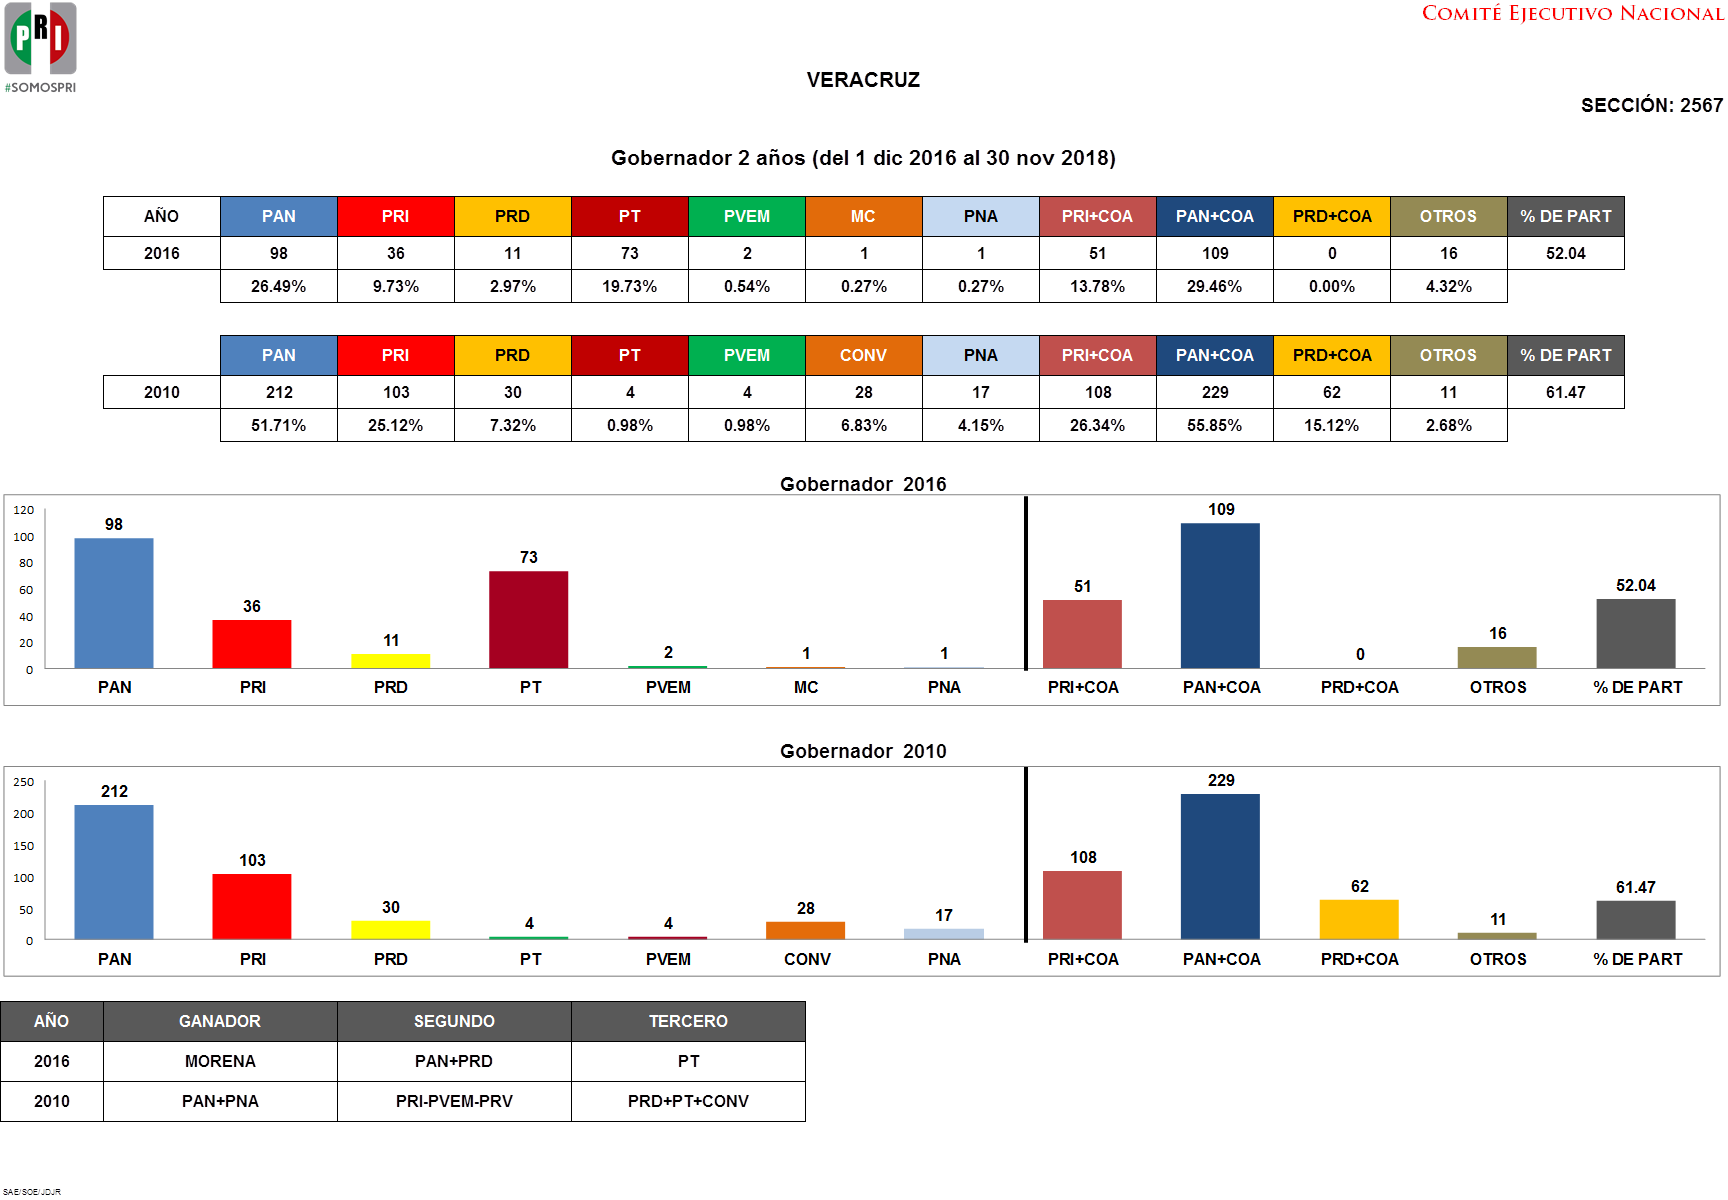 PRI
COMITÉ EJECUTIVO NACIONAL
#SOMOSPRI
VERACRUZ
SECCIÓN: 2567
Gobernador 2 años (del 1 dic 2016 al 30 nov 2018)
AÑO PAN PRI PRD PT PVEM MC PNA PRI+COA PAN+COA PRD+COA OTROS % DE PART
2016 98 36 11 73 2 1 1 51 109 0 16 52.04
26.49% 9.73% 2.97% 19.73% 0.54% 0.27% 0.27% 13.78% 29.46% 0.00% 4.32%
PAN PRI PRD PT PVEM CONV PNA PRI+COA PAN+COA PRD+COA OTROS % DE PART
2010 212 103 30 4 4 28 17 108 229 62 11 61.47
51.71% 25.12% 7.32% 0.98% 0.98% 6.83% 4.15% 26.34% 55.85% 15.12% 2.68%
Gobernador 2016
120
100
80
60
40
20
0
98 36 11 73 2 1 1 51 109 0 16 52.04
PAN PRI PRD PT PVEM MC PNA PRI+COA PAN+COA PRD+COA OTROS % DE PART
Gobernador 2010
250
200
150
100
50
0
212 103 30 4 4 28 17 108 229 62 11 61.47
PAN PRI PRD PT PVEM CONV PNA PRI+COA PAN+COA PRD+COA OTROS % DE PART
AÑO GANADOR SEGUNDO TERCERO
2016 MORENA PAN+PRD PT
2010 PAN+PNA PRI-PVEM-PRV PRD+PT+CONV
SAE/SOE/JDJR